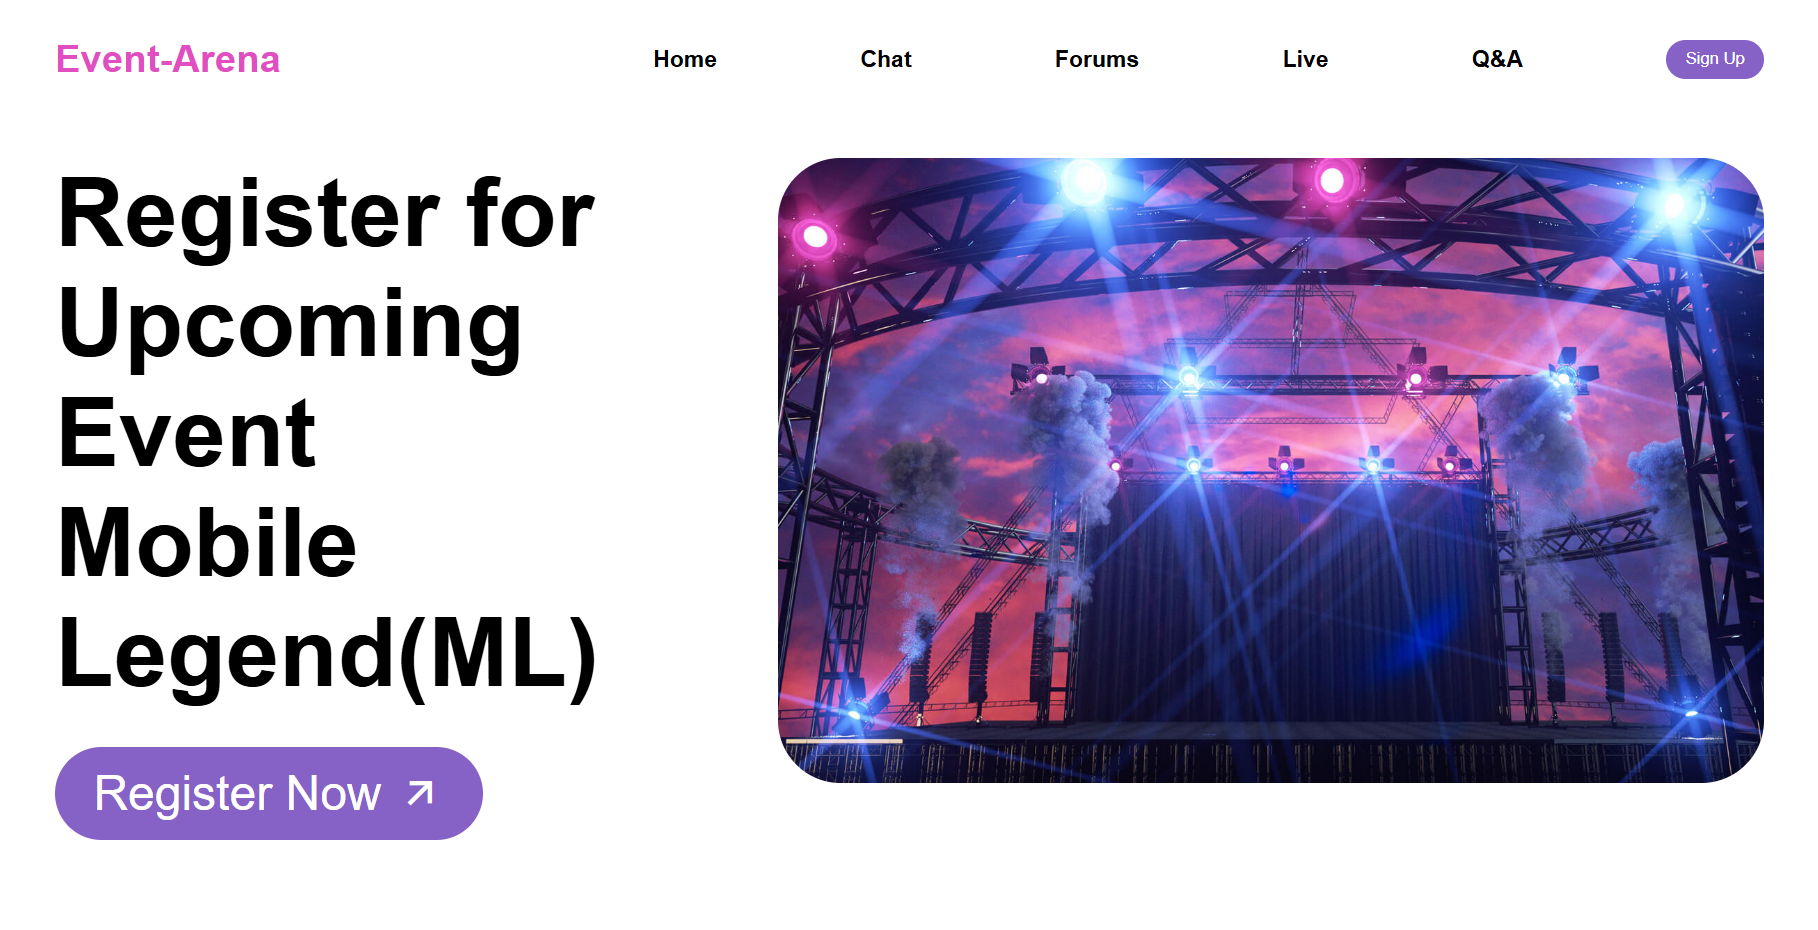 Event-Arena
Home
Chat
Forums
Live
Q&A
Sign Up
Register for
Upcoming
Event
Mobile
Legend(ML)
Register Now